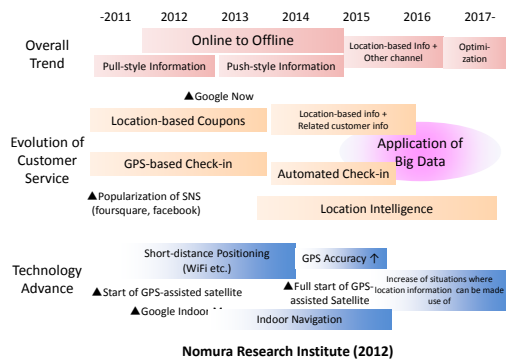 -2011 2012 2013 2014 2015 2016 2017-
Overall
Trend
Online to Offline
Location-based Info +
Other channel
Optimi-
zation
Pull-style Information
Push-style Information
▲Google Now
Evolution of
Customer
Service
Location-based Coupons
Location-based info +
Related customer info
Application of
Big Data
GPS-based Check-in
Automated Check-in
▲Popularization of SNS
(foursquare, facebook)
Location Intelligence
Technology
Advance
Short-distance Positioning
(WiFi etc.)
GPS Accuracy ↑
▲Start of GPS-assisted satellite
▲Full start of GPS-
assisted Satellite
Increase of situations where
location information can be made
use of
▲Google Indoor
Indoor Navigation
Nomura Research Institute (2012)